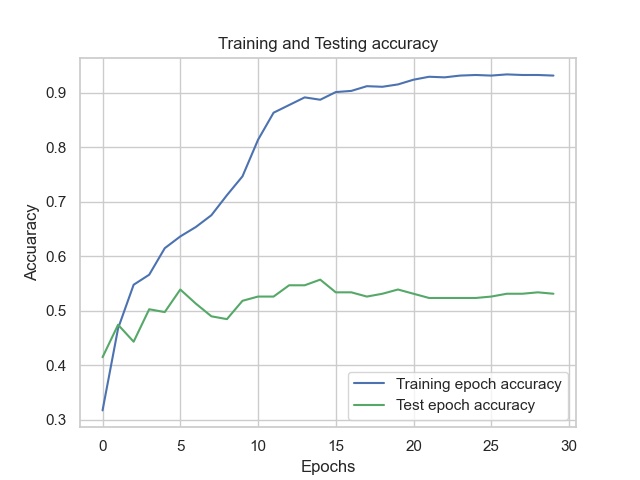 Training and Testing accuracy
Accuaracy
0.9
0.8
0.7
0.6
0.5
0.4
0.3
Training epoch accuracy
Test epoch accuracy
0 5 10 15 20 25 30
Epochs